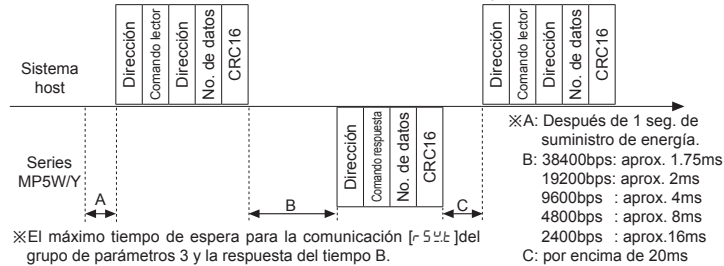 Sistema
host
Dirección
Comando lector
Dirección
No. de datos
CRC16
Dirección
Comando lector
Dirección
No. de datos
CRC16
Series
MP5W/Y
Dirección
Comando respuesta
No. de datos
CRC16
A
B
C
※A: Después de 1 seg. de
suministro de energía.
B: 38400bps: aprox. 1.75ms
19200bps: aprox. 2ms
9600bps : aprox. 4ms
4800bps : aprox. 8ms
2400bps : aprox.16ms
C: por encima de 20ms
※El máximo tiempo de espera para la comunicación [rSYt]del
grupo de parámetros 3 y la respuesta del tiempo B.